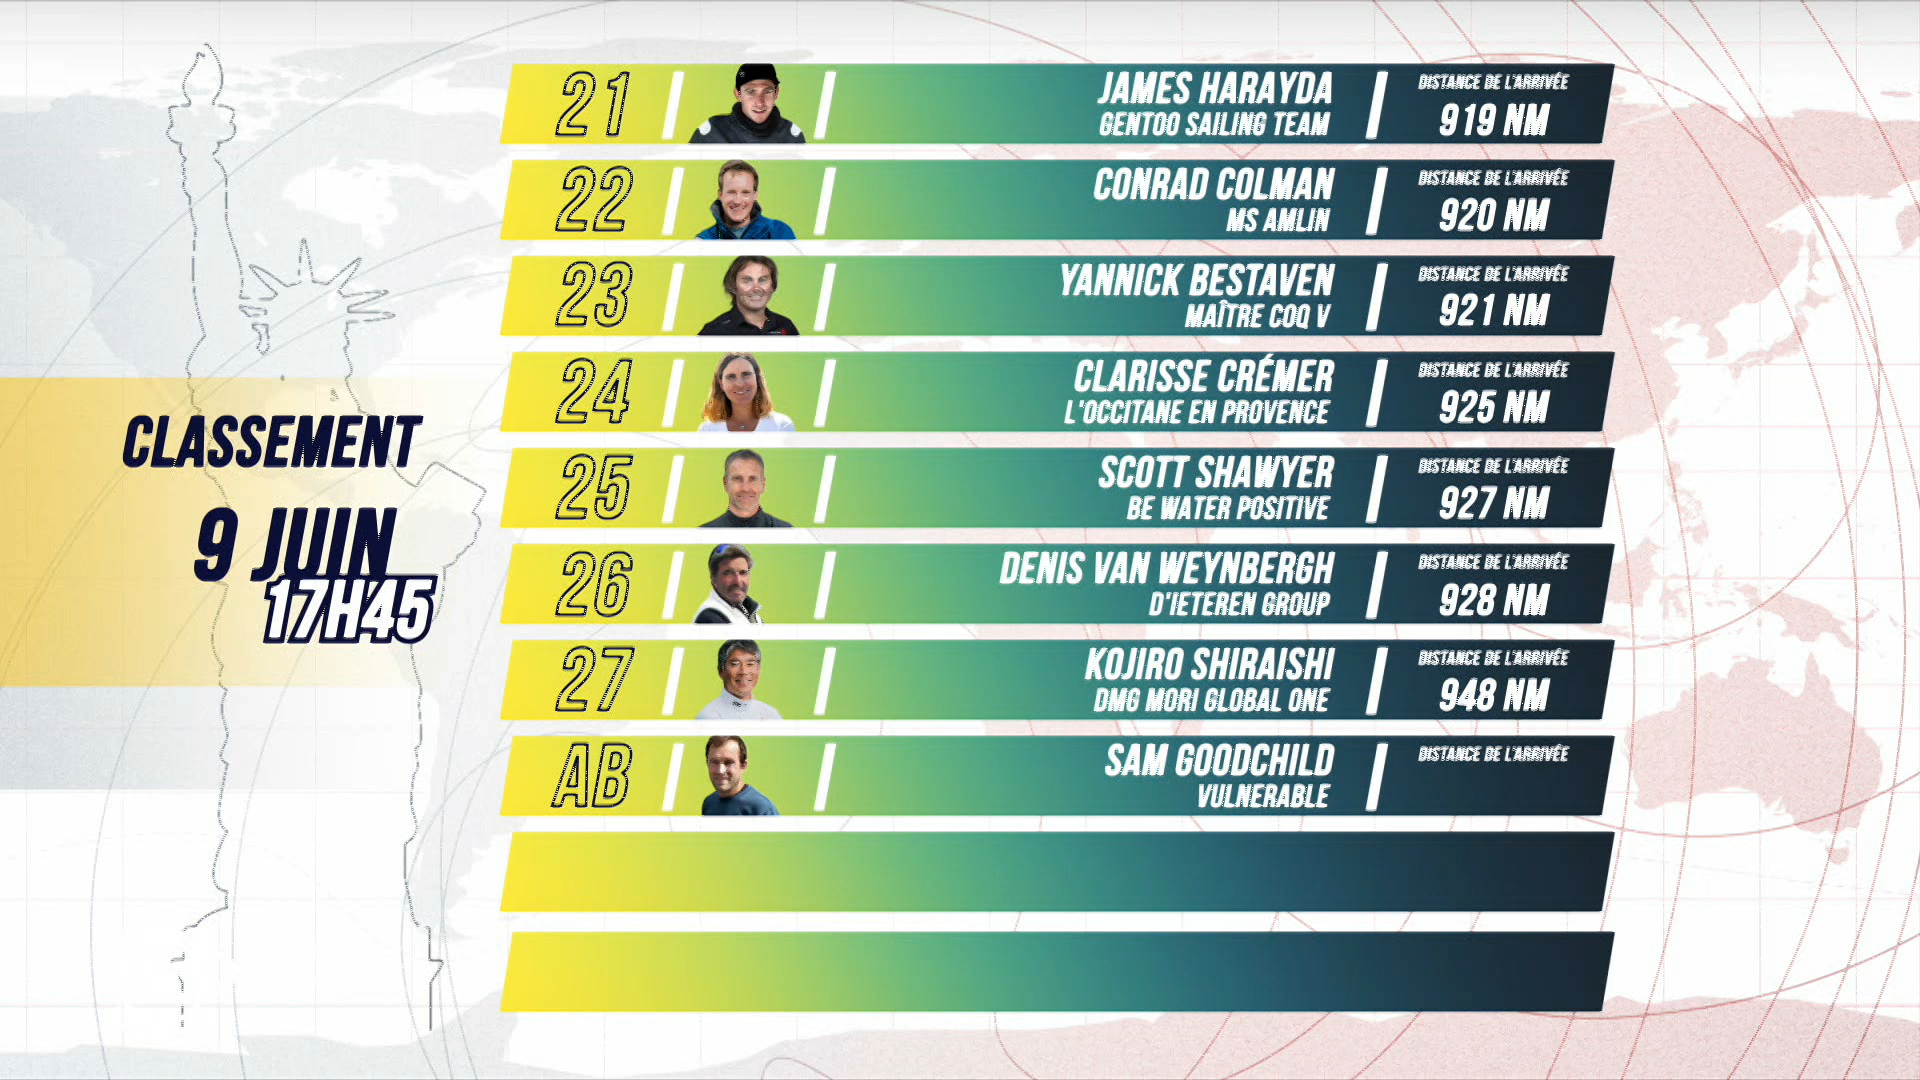 CLASSEMENT
9 JUIN
17H45
21
JAMES HARAYDA
GENTOO SAILING TEAM
DISTANCE DE L'ARRIVÉE
919 NM
22
CONRAD COLMAN
MS AMLIN
DISTANCE DE L'ARRIVÉE
920 NM
23
YANNICK BESTAVEN
MAÎTRE COQ V
DISTANCE DE L'ARRIVÉE
921 NM
24
CLARISSE CRÉMER
L'OCCITANE EN PROVENCE
DISTANCE DE L'ARRIVÉE
925 NM
25
SCOTT SHAWYER
BE WATER POSITIVE
DISTANCE DE L'ARRIVÉE
927 NM
26
DENIS VAN WEYNBERGH
D'IETEREN GROUP
DISTANCE DE L'ARRIVÉE
928 NM
27
KOJIRO SHIRAISHI
DMG MORI GLOBAL ONE
DISTANCE DE L'ARRIVÉE
948 NM
AB
SAM GOODCHILD
VULNERABLE
DISTANCE DE L'ARRIVÉE